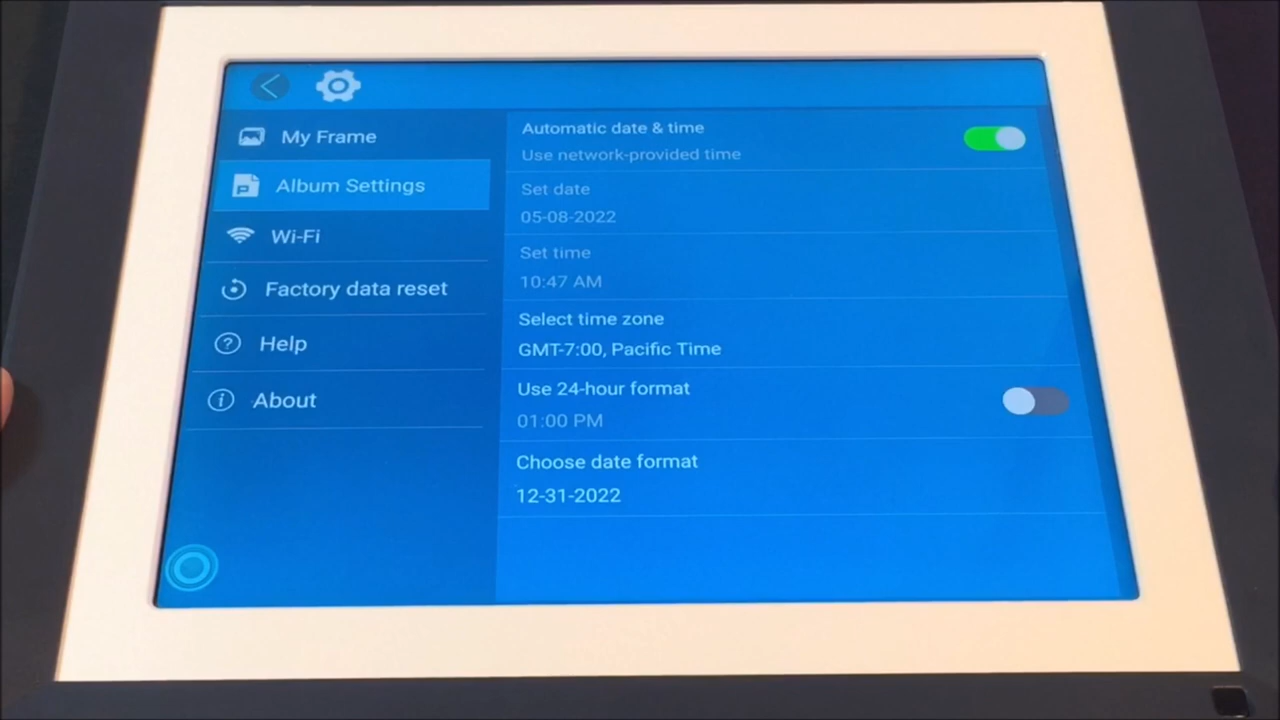 My Frame
Album Settings
Wi-Fi
Factory data reset
Help
About
Automatic date & time
Use network-provided time
Set date
05-08-2022
Set time
10:47 AM
Select time zone
GMT-7:00, Pacific Time
Use 24-hour format
01:00 PM
Choose date format
12-31-2022